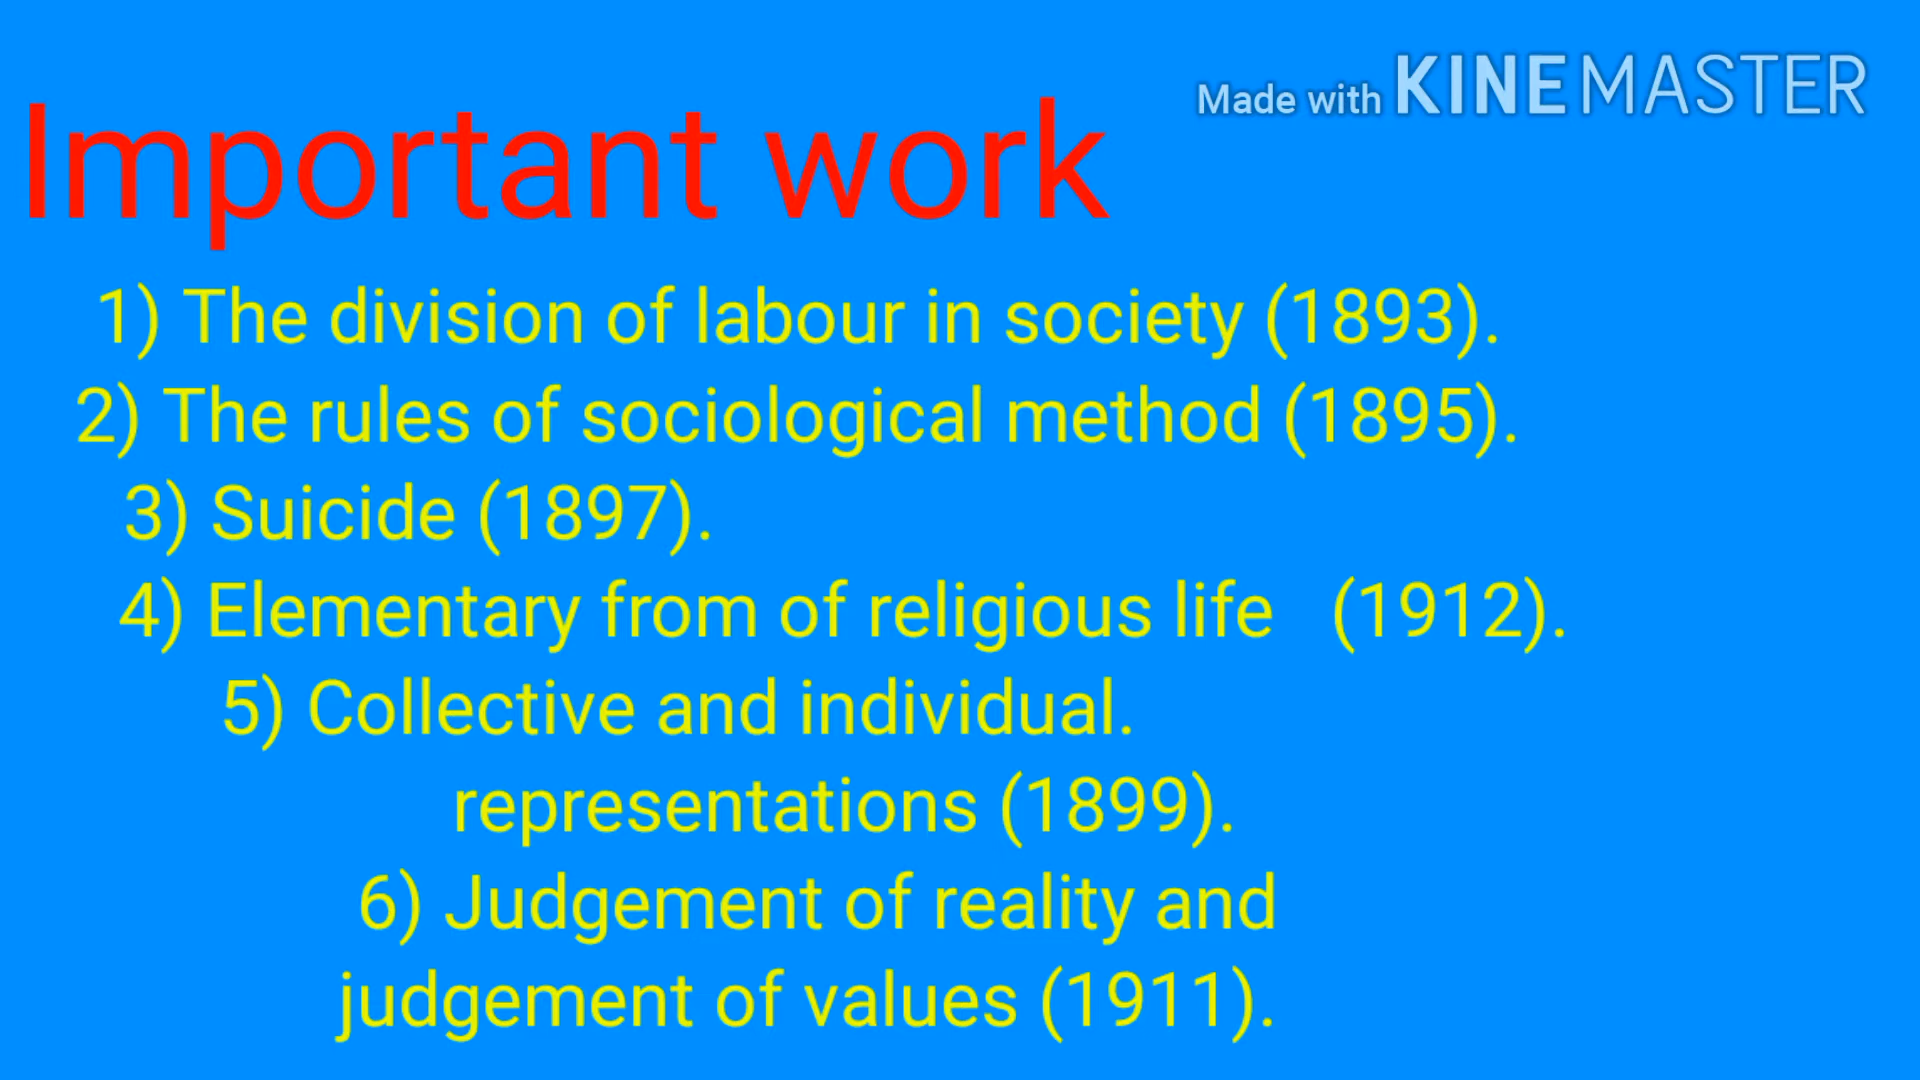 Made with KINEMASTER
Important work
1) The division of labour in society (1893).
2) The rules of sociological method (1895).
3) Suicide (1897).
4) Elementary from of religious life (1912).
5) Collective and individual.
representations (1899).
6) Judgement of reality and
judgement of values (1911).